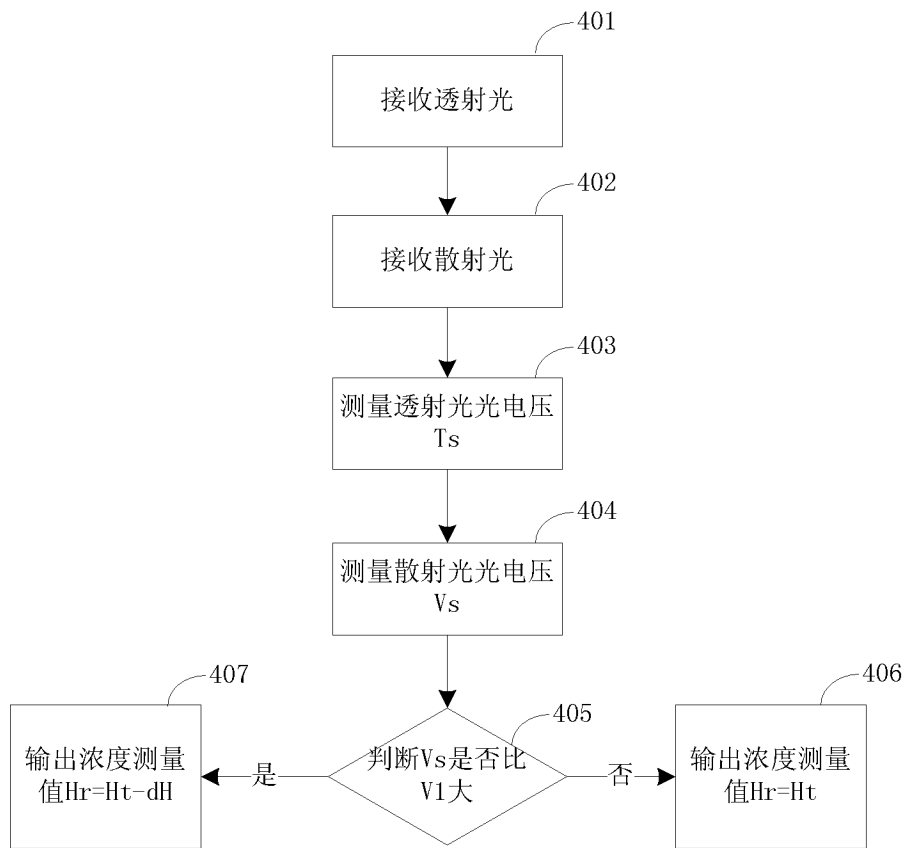 401
接收透射光
402
接收散射光
403
测量透射光光电压
Ts
404
测量散射光光电压
Vs
407
输出浓度测量
值Hr=Ht-dH
是
405
判断Vs是否比
V1大
否
406
输出浓度测量
值Hr=Ht